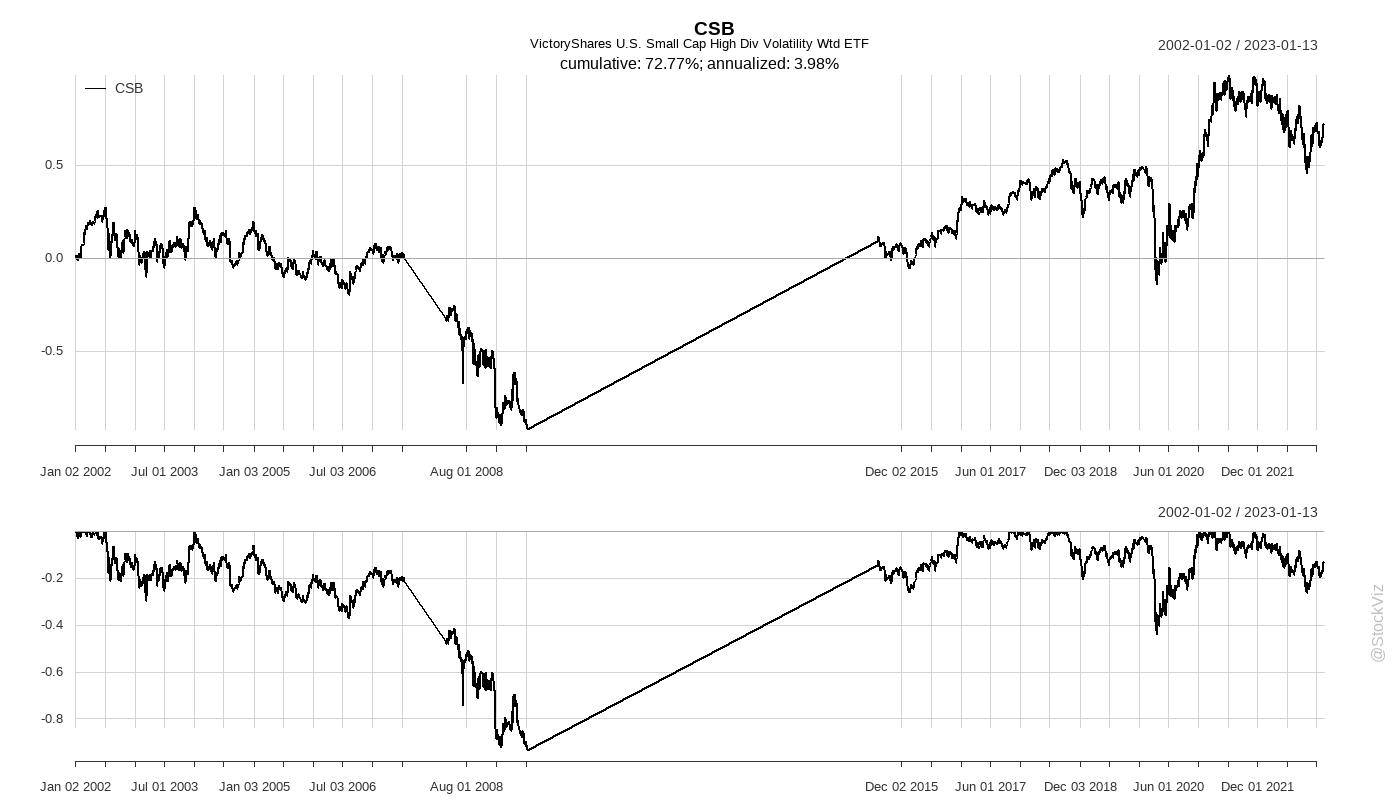 CSB
VictoryShares U.S. Small Cap High Div Volatility Wtd ETF
cumulative: 72.77%; annualized: 3.98%
2002-01-02 / 2023-01-13
CSB
0.5
0.0
-0.5
Jan 02 2002 Jul 01 2003 Jan 03 2005 Jul 03 2006 Aug 01 2008 Dec 02 2015 Jun 01 2017 Dec 03 2018 Jun 01 2020 Dec 01 2021
2002-01-02 / 2023-01-13
-0.2
-0.4
-0.6
-0.8
Jan 02 2002 Jul 01 2003 Jan 03 2005 Jul 03 2006 Aug 01 2008 Dec 02 2015 Jun 01 2017 Dec 03 2018 Jun 01 2020 Dec 01 2021
@StockViz